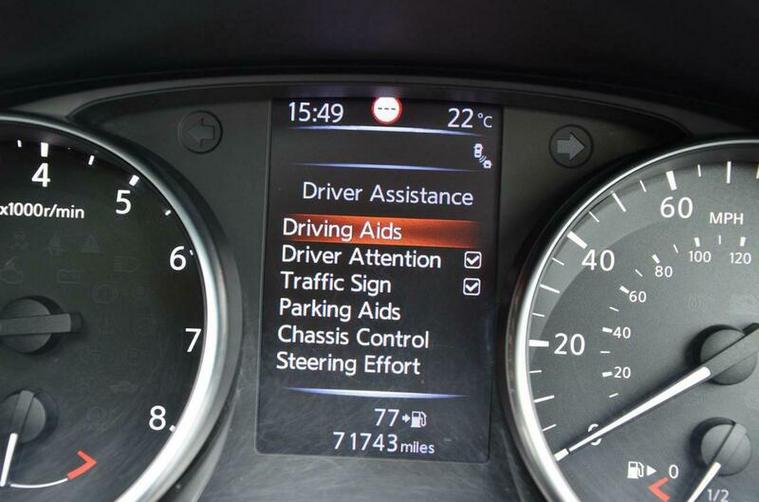 15:49 --- 22°C
Driver Assistance
Driving Aids
Driver Attention
Traffic Sign
Parking Aids
Chassis Control
Steering Effort
77
71743 miles
4
5
6
7
8
x1000r/min
60
MPH
40
20
0
120
100
80
60
40
20
0
1/2